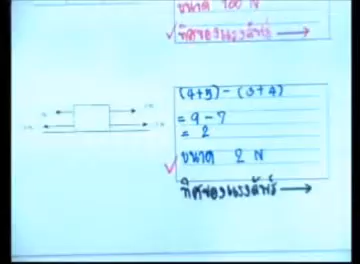 ขนาด 100 N
ทิศของแรงลัพธ์ →
(4+5) - (3+4)
= 9 - 7
= 2
ขนาด 2 N
ทิศของแรงลัพธ์ →